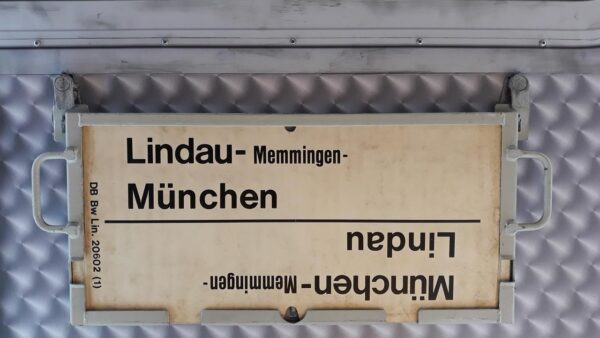 Lindau- Memmingen-
München
München-Memmingen-
Lindau
DB Bw Lin. 20602 (1)